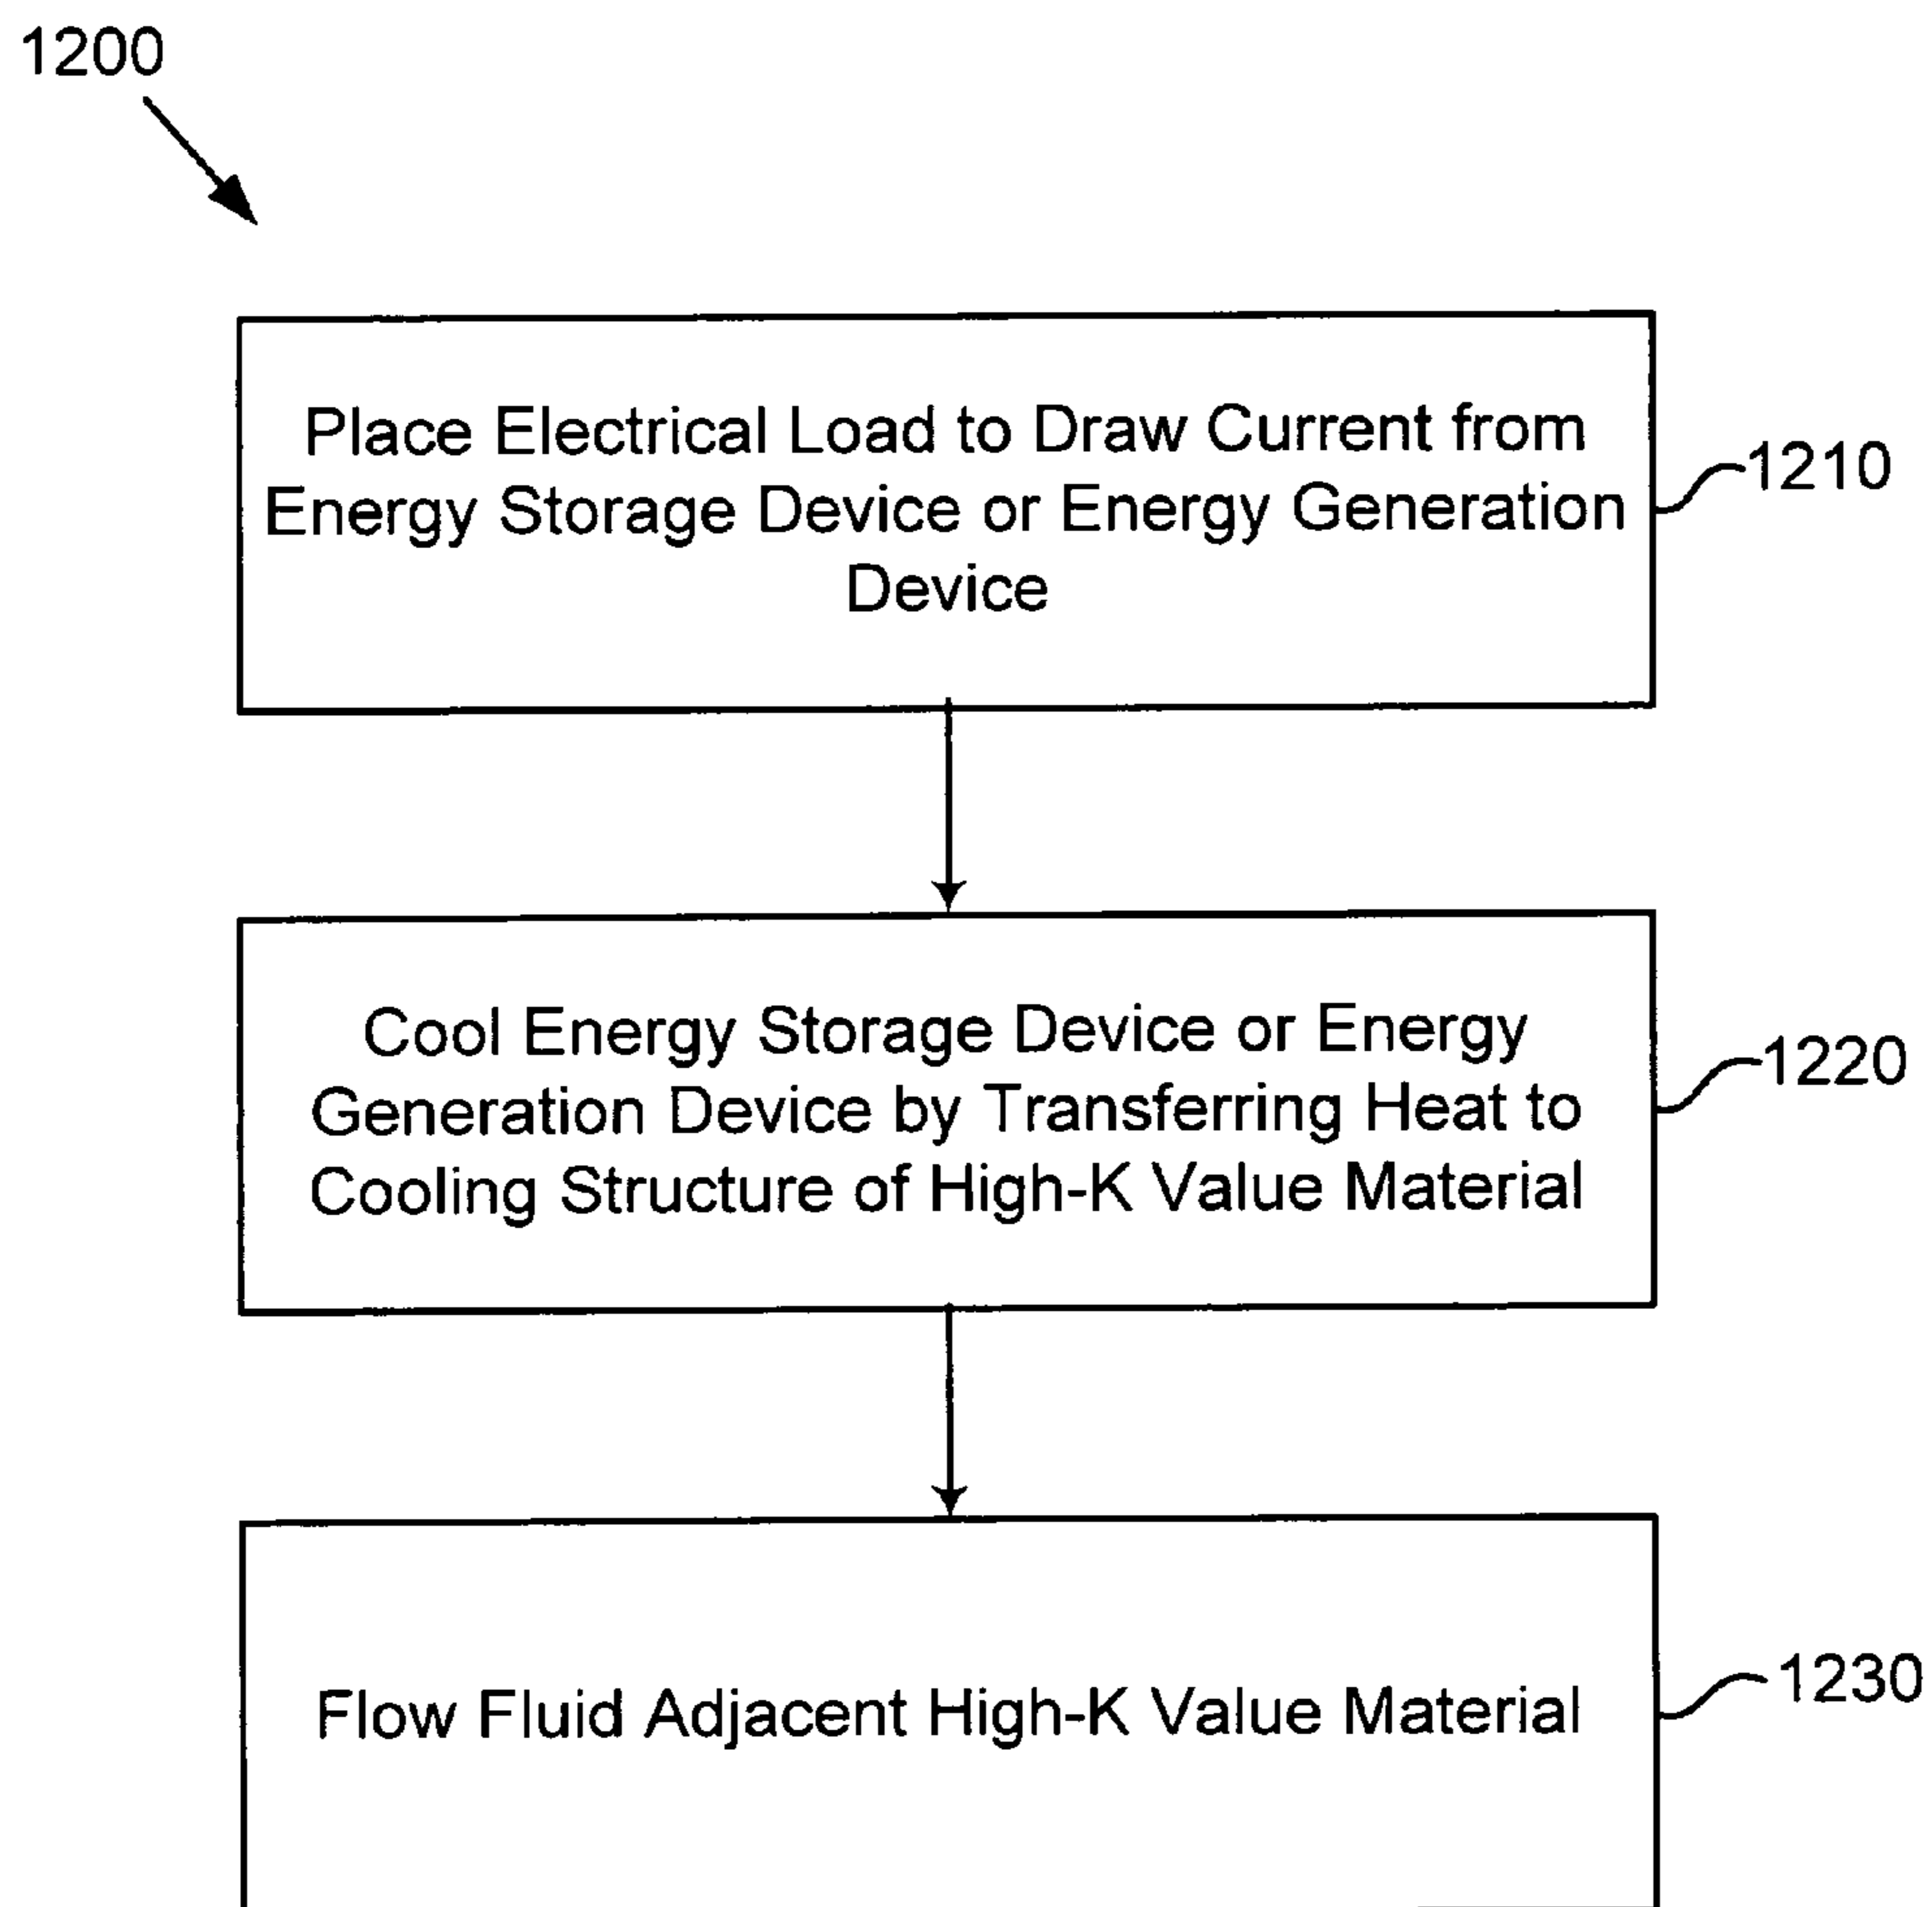 1200
Place Electrical Load to Draw Current from
Energy Storage Device or Energy Generation
Device
1210
Cool Energy Storage Device or Energy
Generation Device by Transferring Heat to
Cooling Structure of High-K Value Material
1220
Flow Fluid Adjacent High-K Value Material
1230